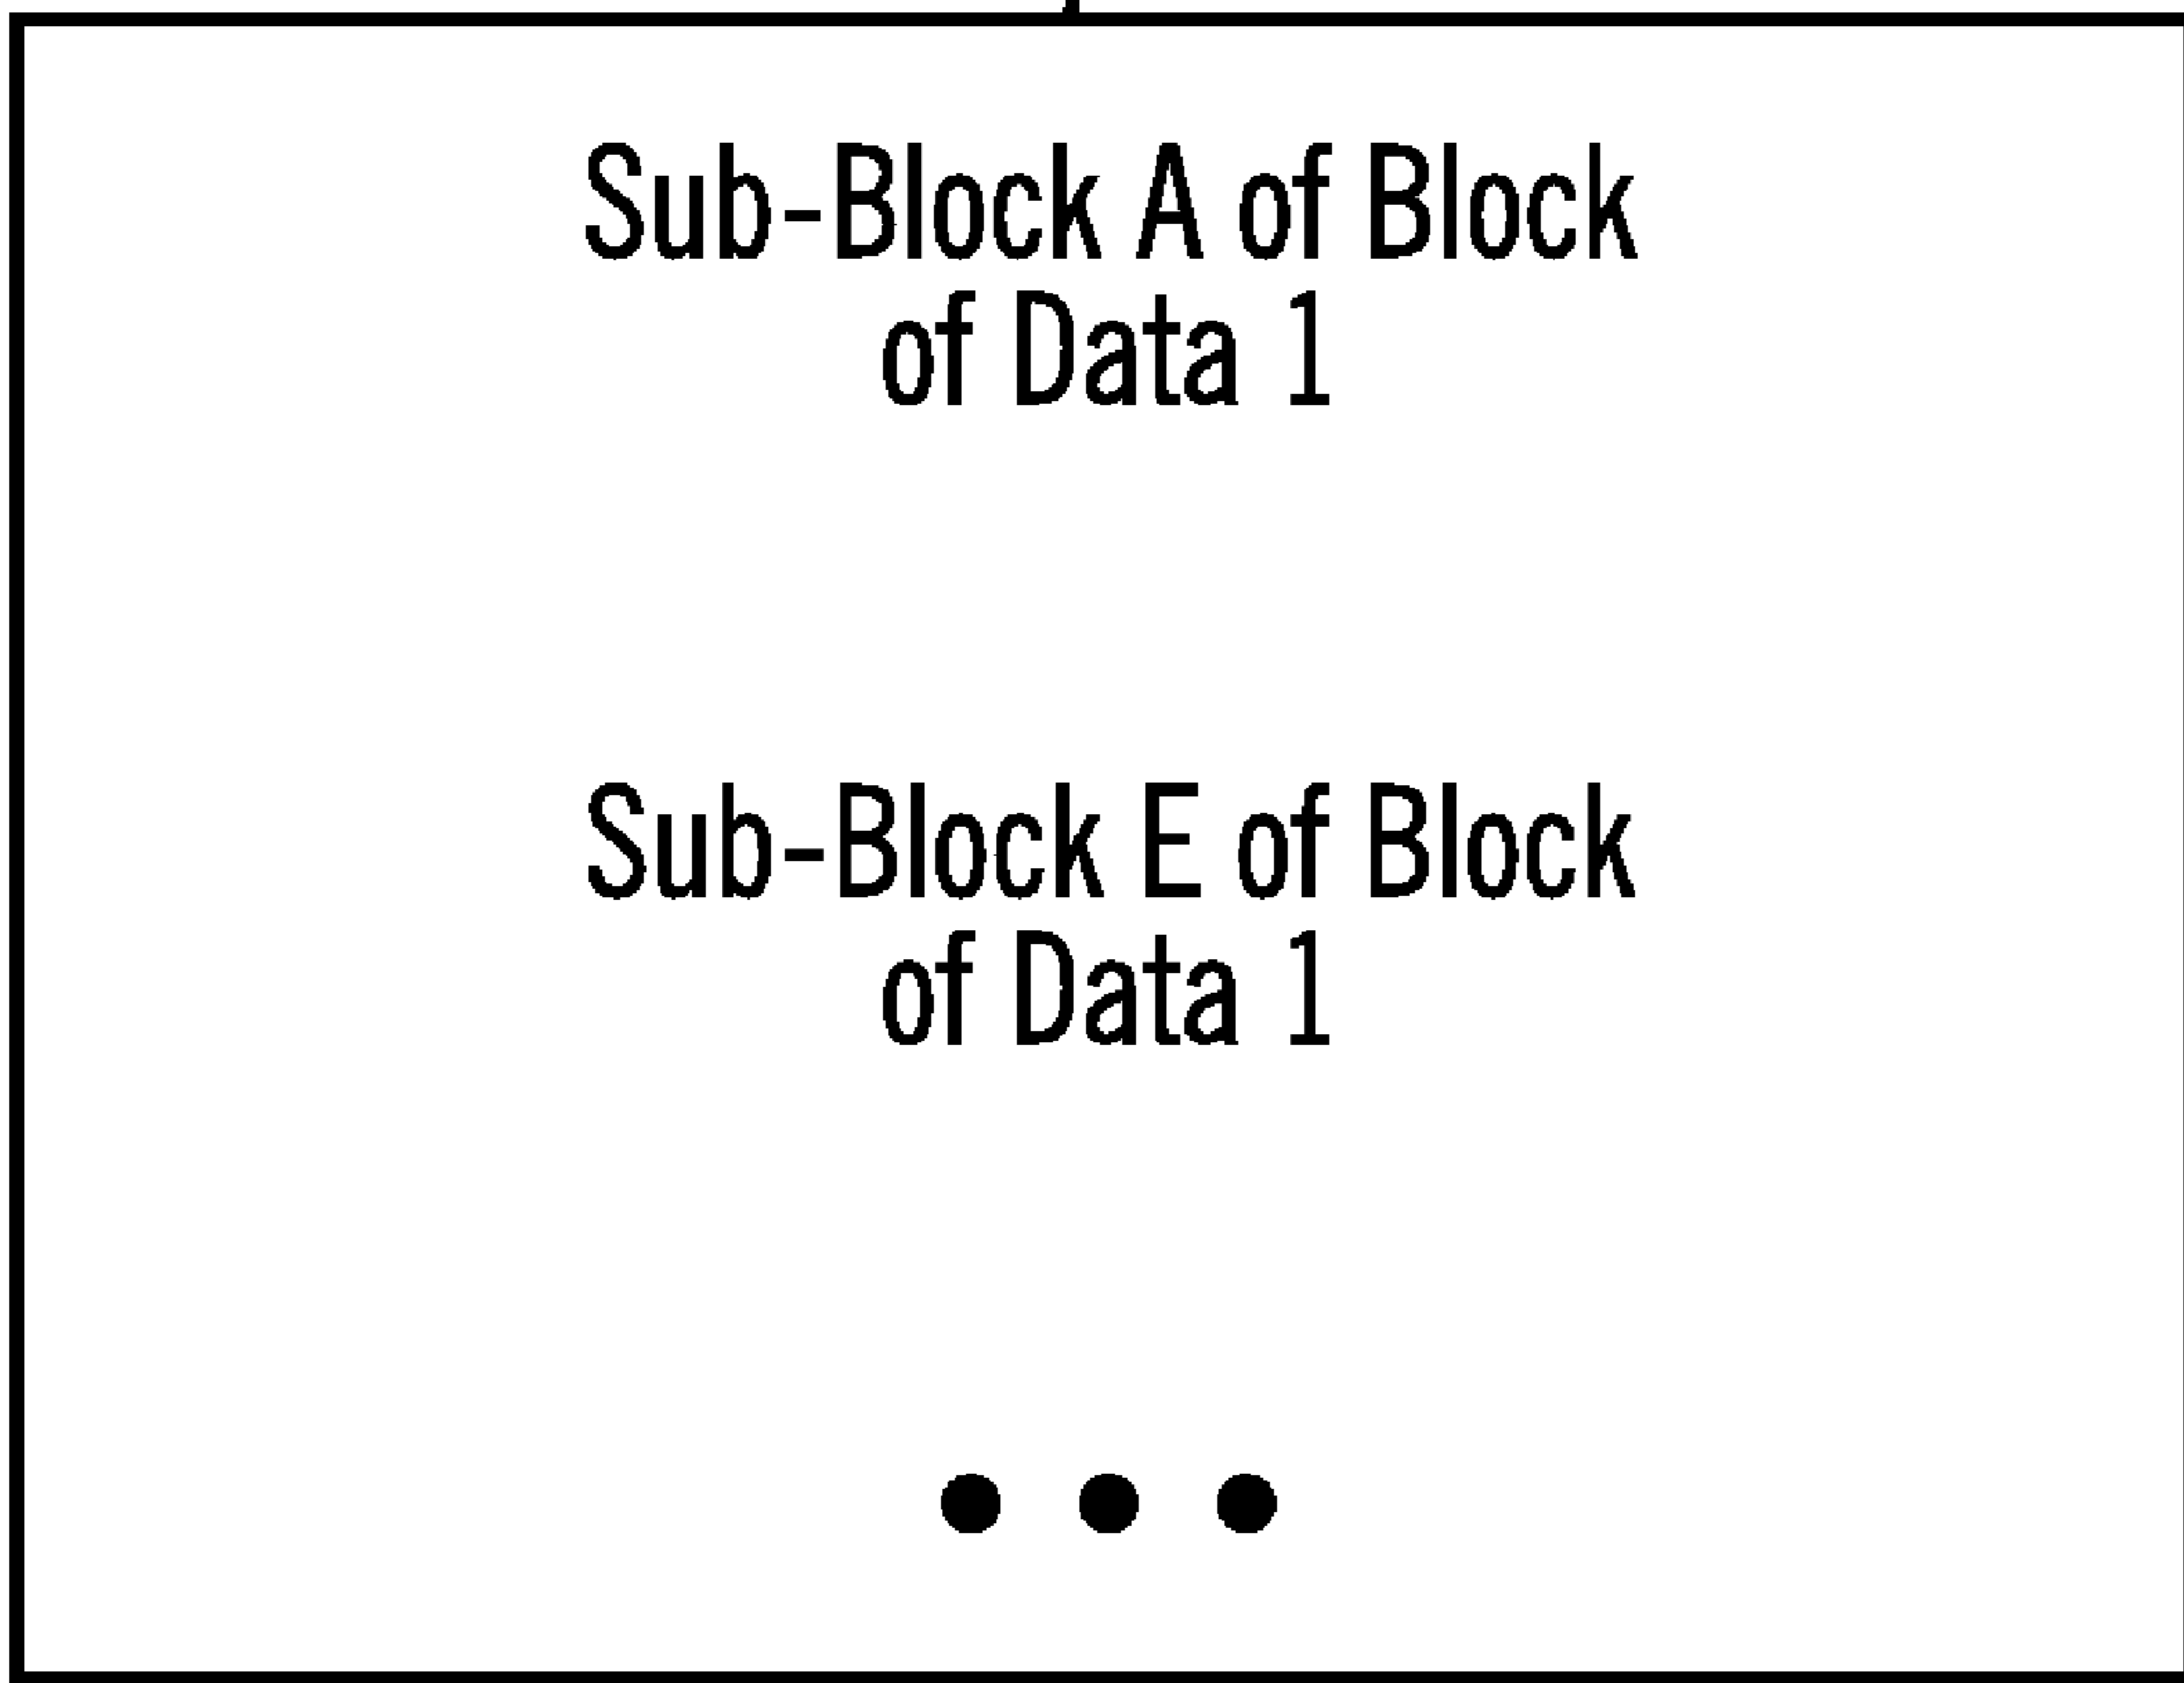 Sub-Block A of Block
of Data 1
Sub-Block E of Block
of Data 1